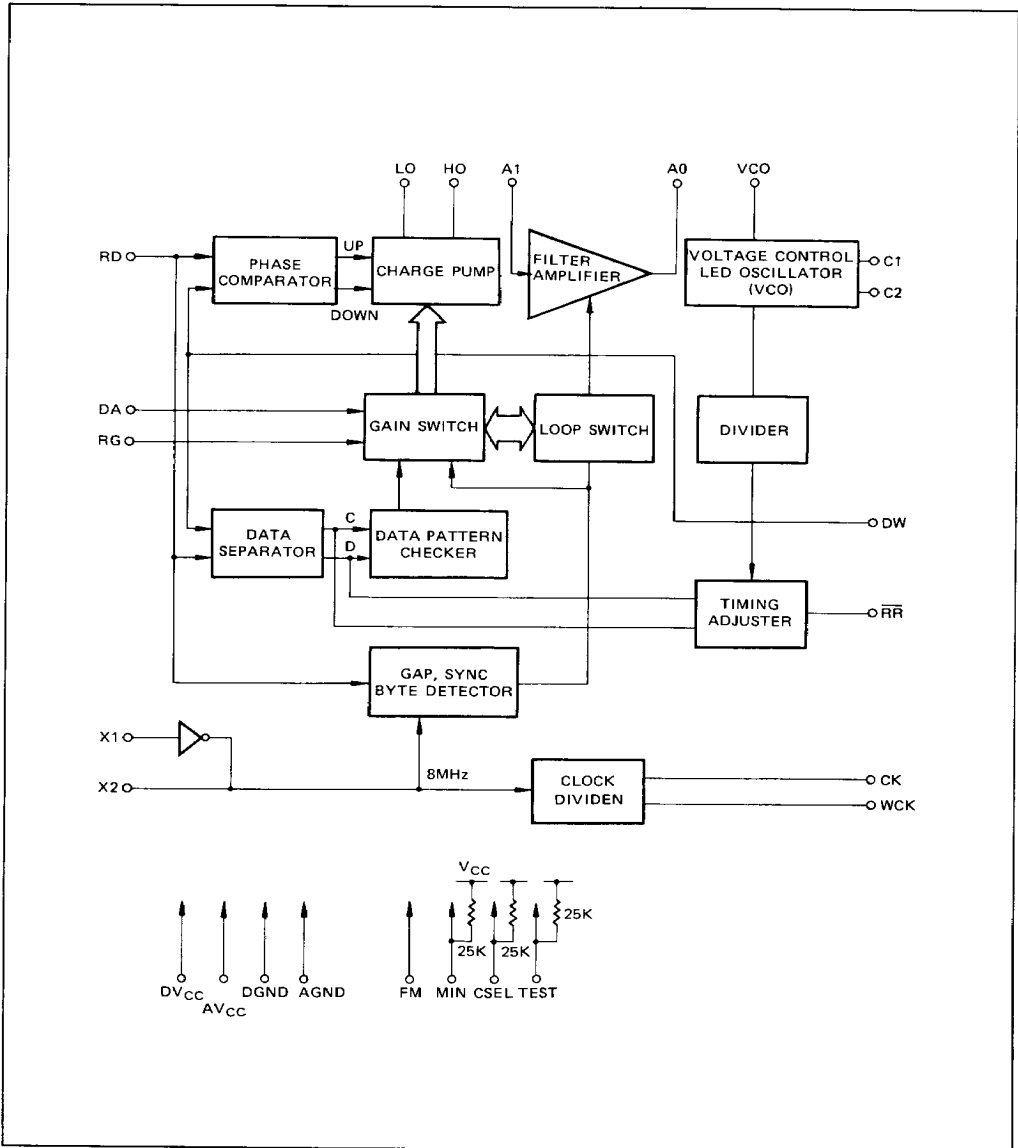 LO HO A1 A0 VCO
RD
PHASE
COMPARATOR
UP
DOWN
CHARGE PUMP
FILTER
AMPLIFIER
VOLTAGE CONTROL
LED OSCILLATOR
(VCO)
C1
C2
DA
RG
GAIN SWITCH
LOOP SWITCH
DIVIDER
DATA
SEPARATOR
C
D
DATA PATTERN
CHECKER
DW
TIMING
ADJUSTER
RR
GAP, SYNC
BYTE DETECTOR
X1
X2
8MHz
CLOCK
DIVIDEN
CK
WCK
VCC
25K
25K
25K
DVCC
AVCC
DGND
AGND
FM
MIN
CSEL
TEST